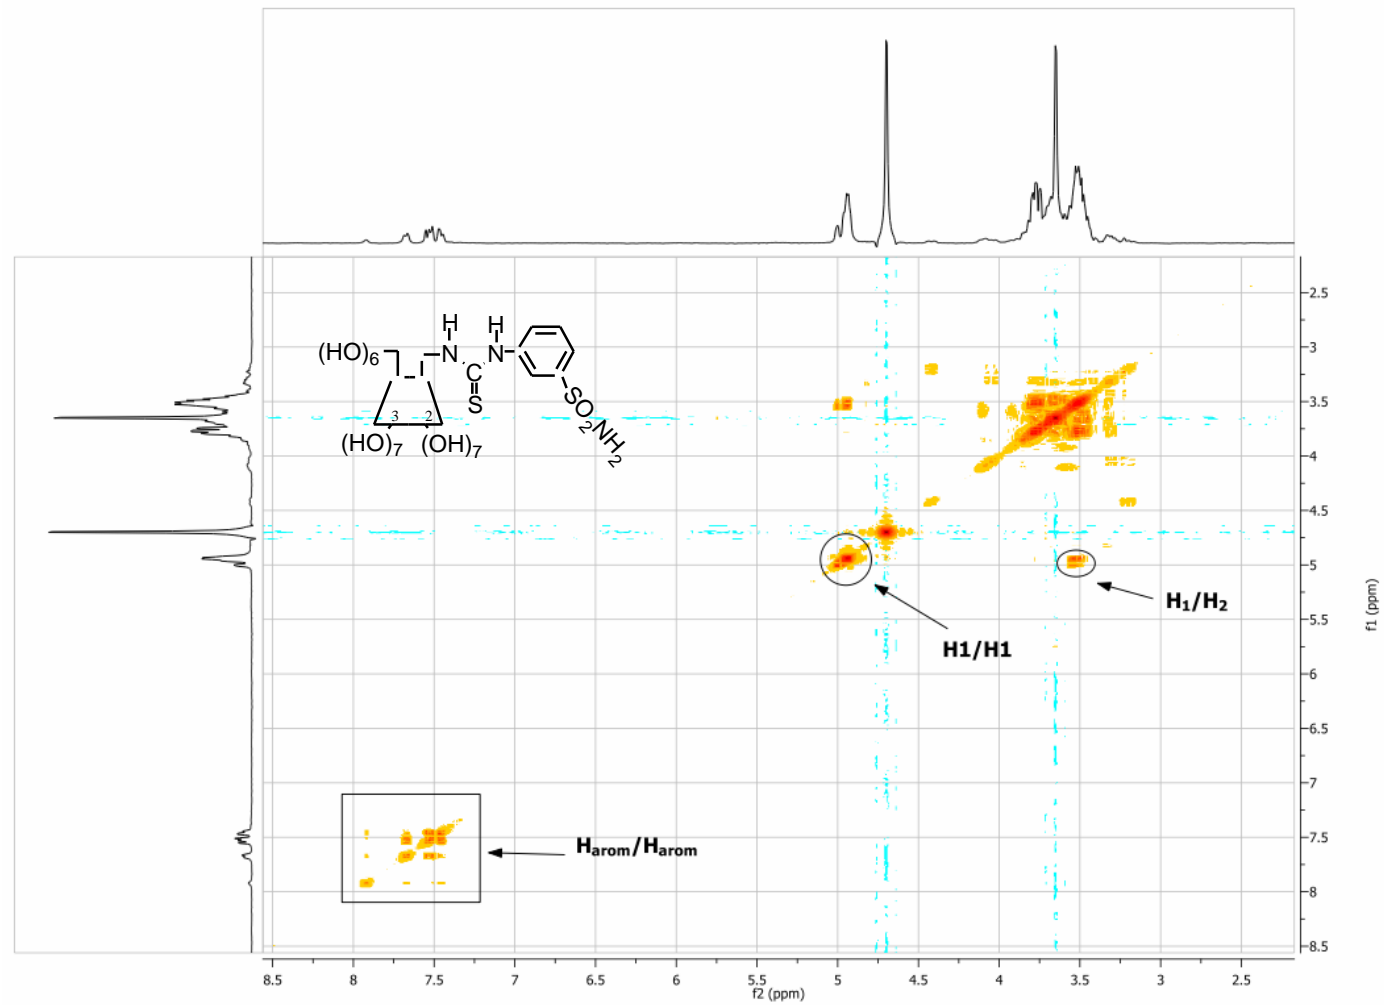 H H
(HO)6 N N
C
S
3 2
(HO)7 (OH)7
SO2NH2
2.5
3
3.5
4
4.5
5
5.5
6
6.5
7
7.5
8
8.5
f1 (ppm)
H1/H2
H1/H1
Harom/Harom
8.5 8 7.5 7 6.5 6 5.5 5 4.5 4 3.5 3 2.5
f2 (ppm)